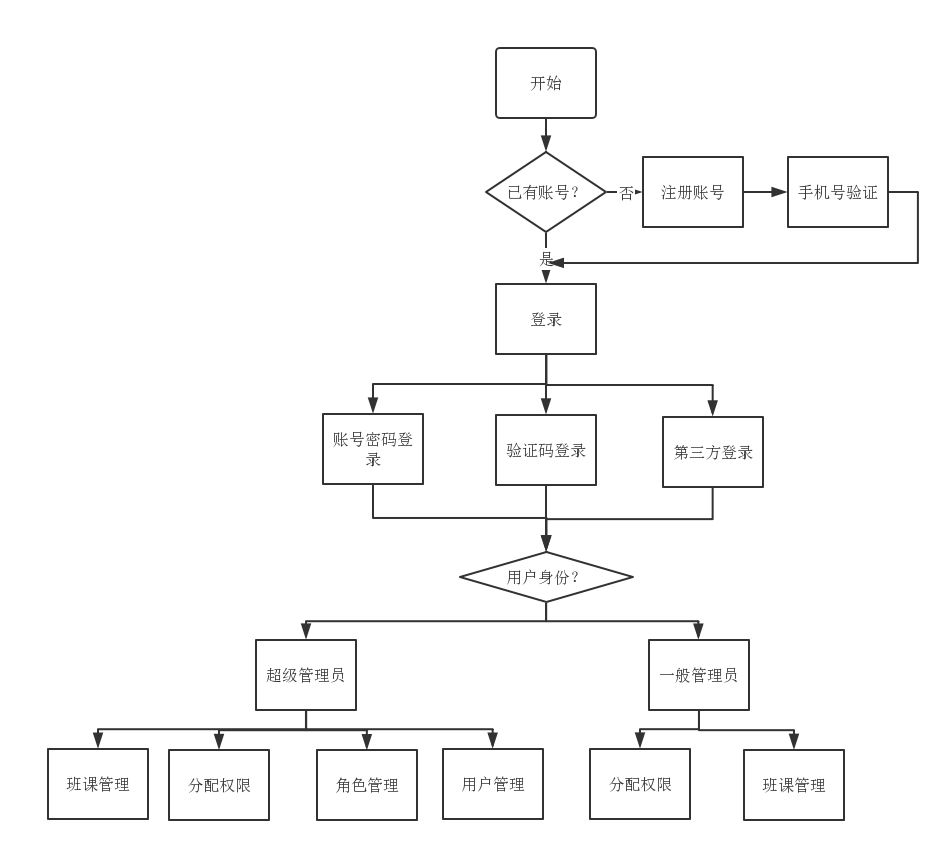 开始
已有账号？
否
注册账号
手机号验证
是
登录
账号密码登
录
验证码登录
第三方登录
用户身份？
超级管理员
一般管理员
班课管理
分配权限
角色管理
用户管理
分配权限
班课管理